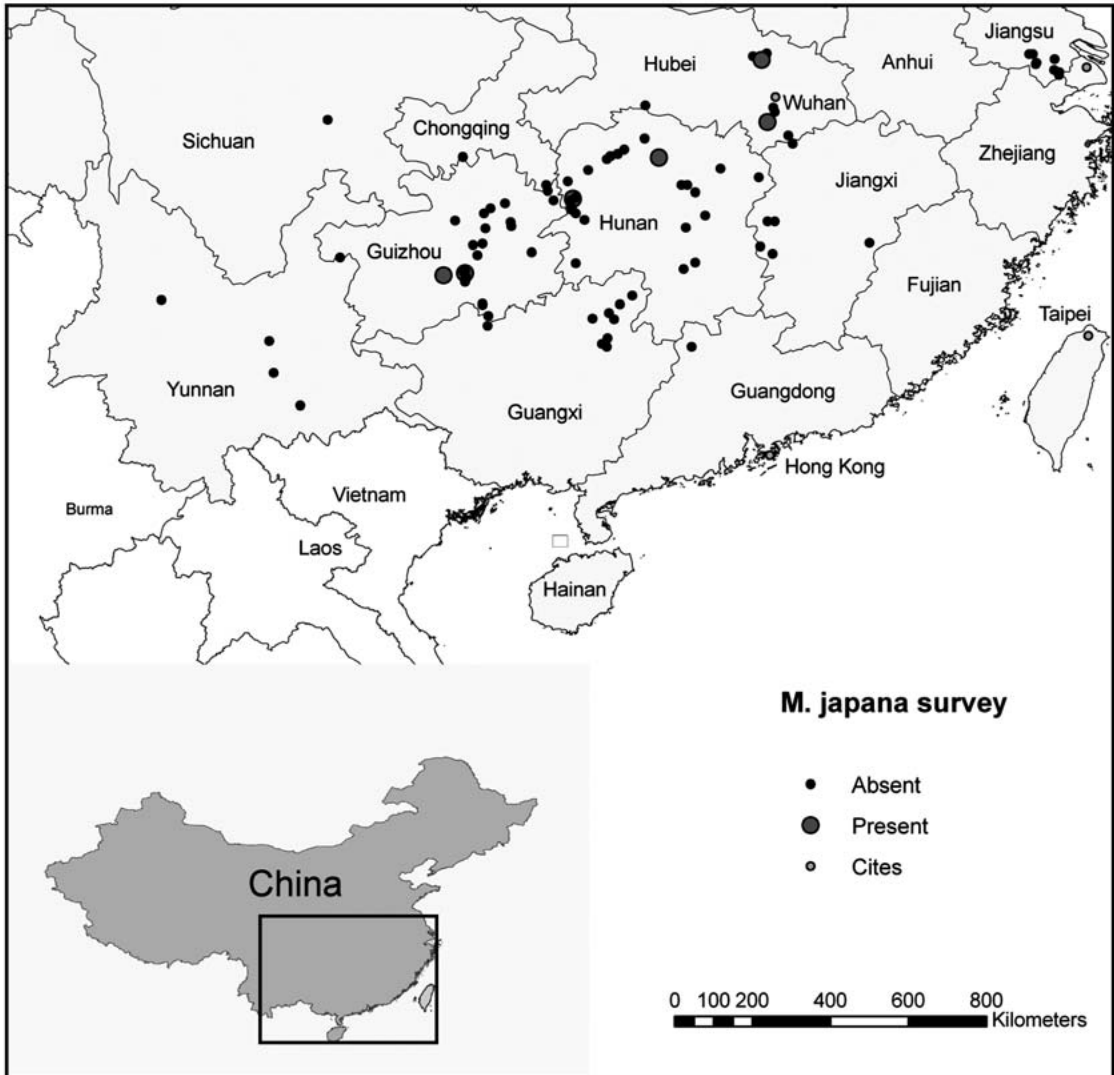 Jiangsu
Hubei
Anhui
Wuhan
Sichuan
Chongqing
Zhejiang
Jiangxi
Hunan
Guizhou
Fujian
Taipei
Yunnan
Guangdong
Guangxi
Hong Kong
Vietnam
Burma
Laos
Hainan
M. japana survey
Absent
Present
Cites
China
0 100 200 400 600 800
Kilometers